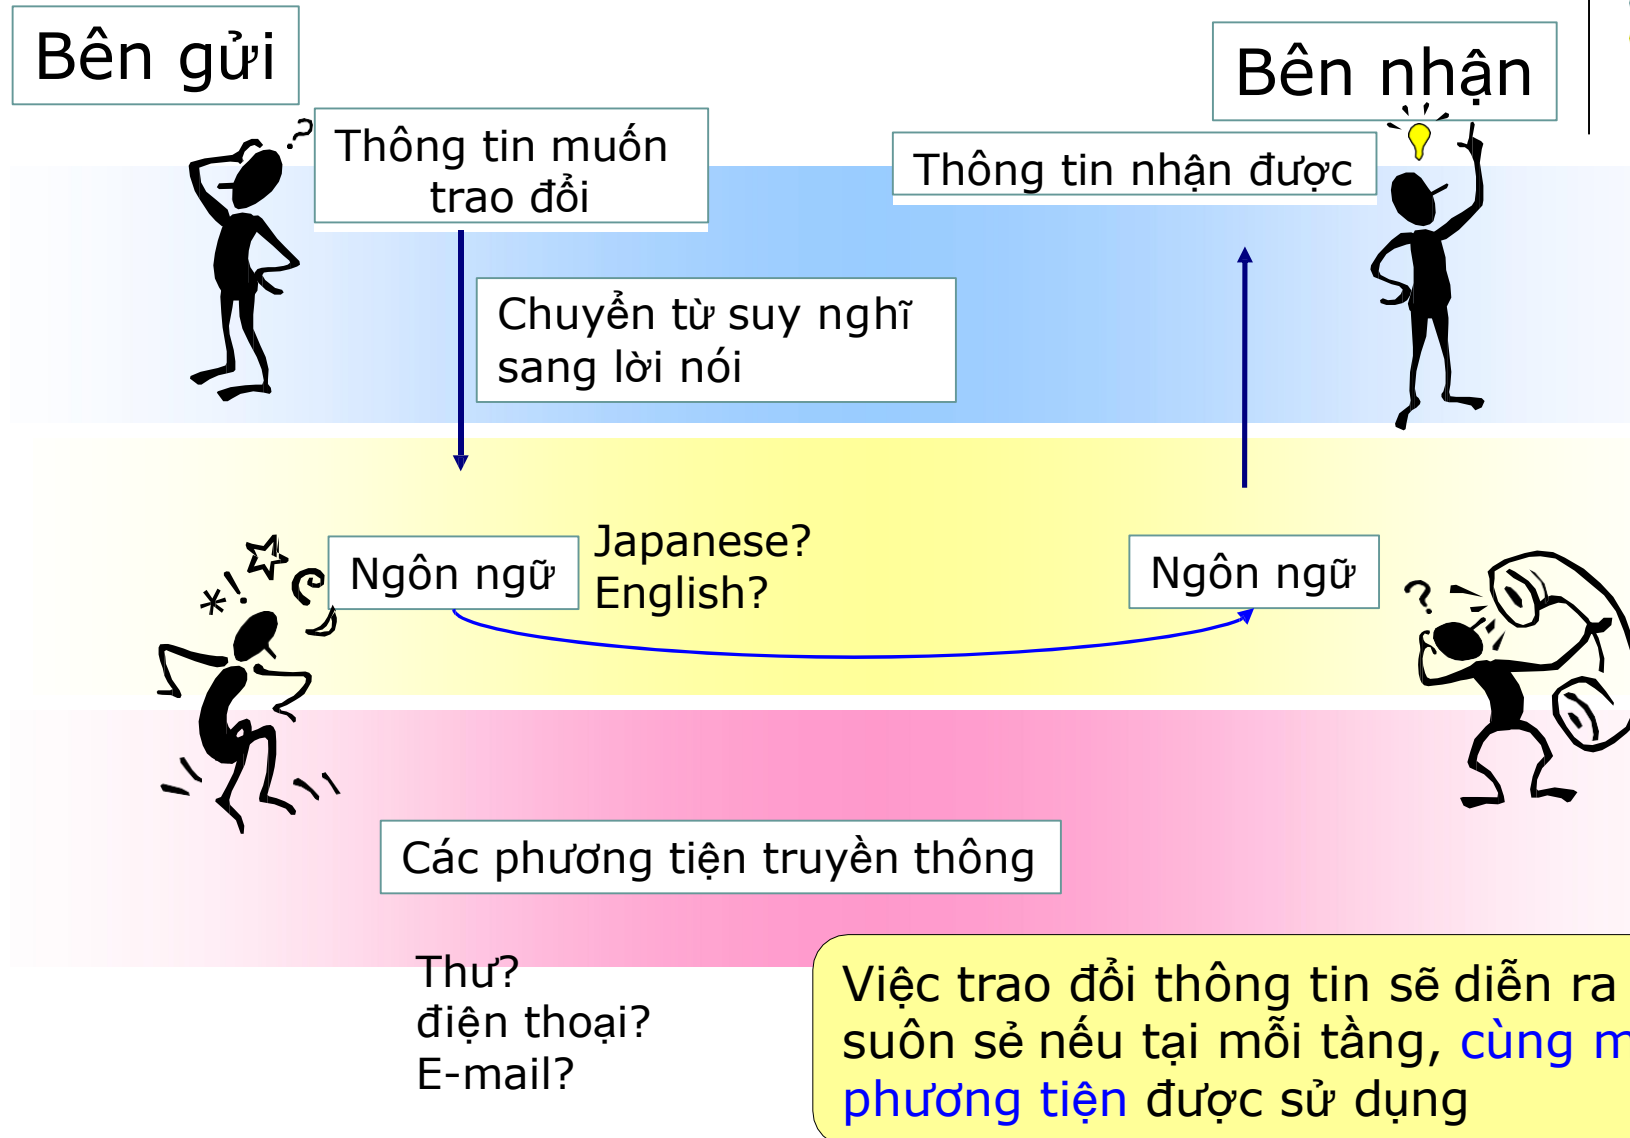 Bên gửi
Bên nhận
Thông tin muốn
trao đổi
Thông tin nhận được
Chuyển từ suy nghĩ
sang lời nói
Ngôn ngữ
Japanese?
English?
Ngôn ngữ
Các phương tiện truyền thông
Thư?
điện thoại?
E-mail?
Việc trao đổi thông tin sẽ diễn ra
suôn sẻ nếu tại mỗi tầng, cùng
phương tiện được sử dụng